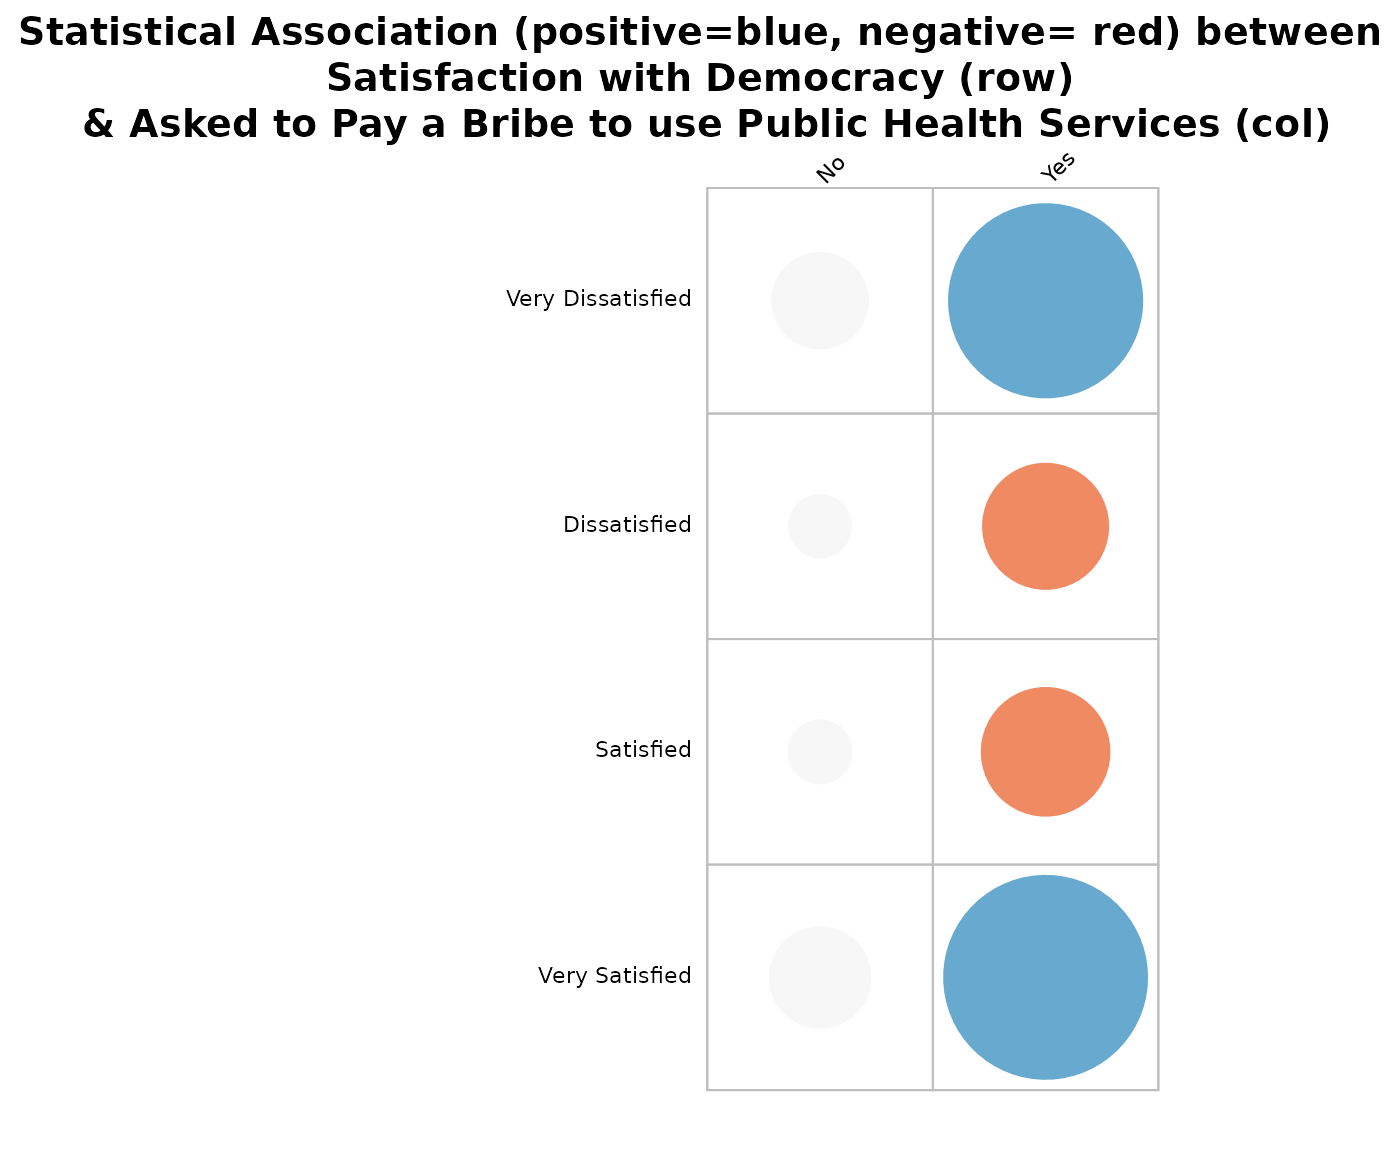 Statistical Association (positive=blue, negative= red) between
Satisfaction with Democracy (row)
& Asked to Pay a Bribe to use Public Health Services (col)
No
Yes
Very Dissatisfied
Dissatisfied
Satisfied
Very Satisfied